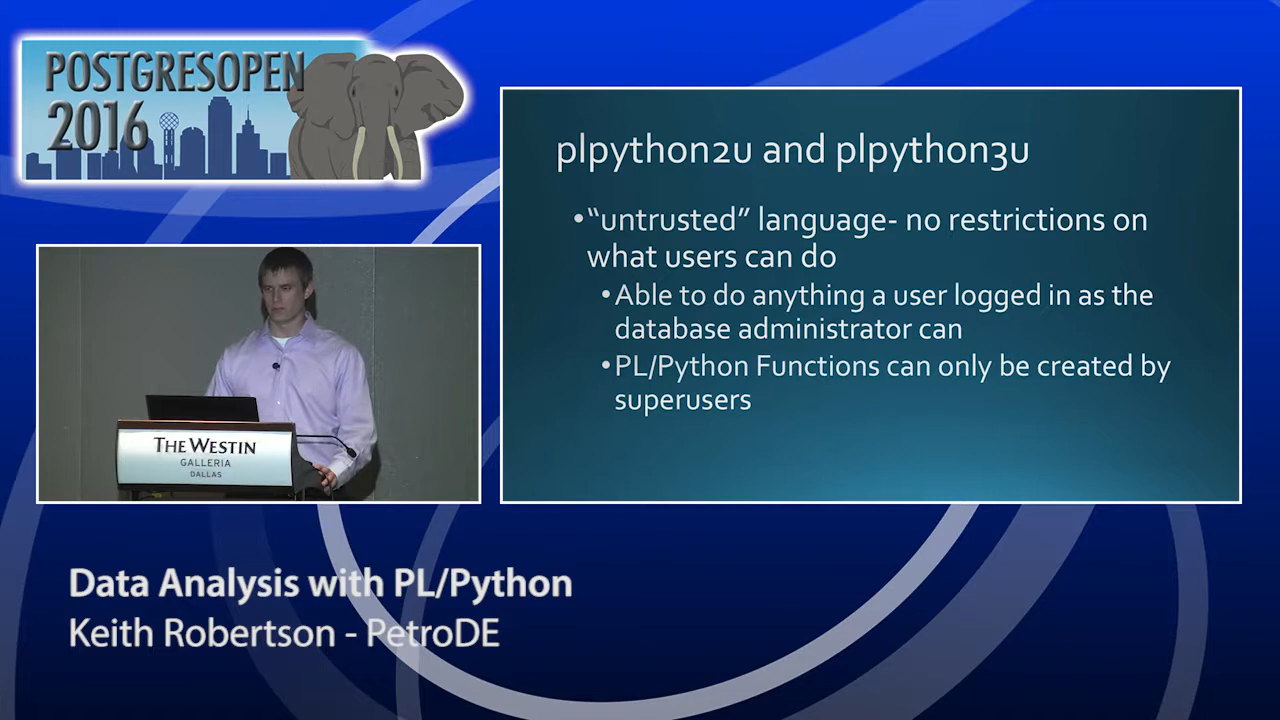 POSTGRESOPEN
2016
plpython2u and plpython3u
•“untrusted” language- no restrictions on
what users can do
•Able to do anything a user logged in as the
database administrator can
•PL/Python Functions can only be created by
superusers
THE WESTIN
GALLERIA
DALLAS
Data Analysis with PL/Python
Keith Robertson - PetroDE